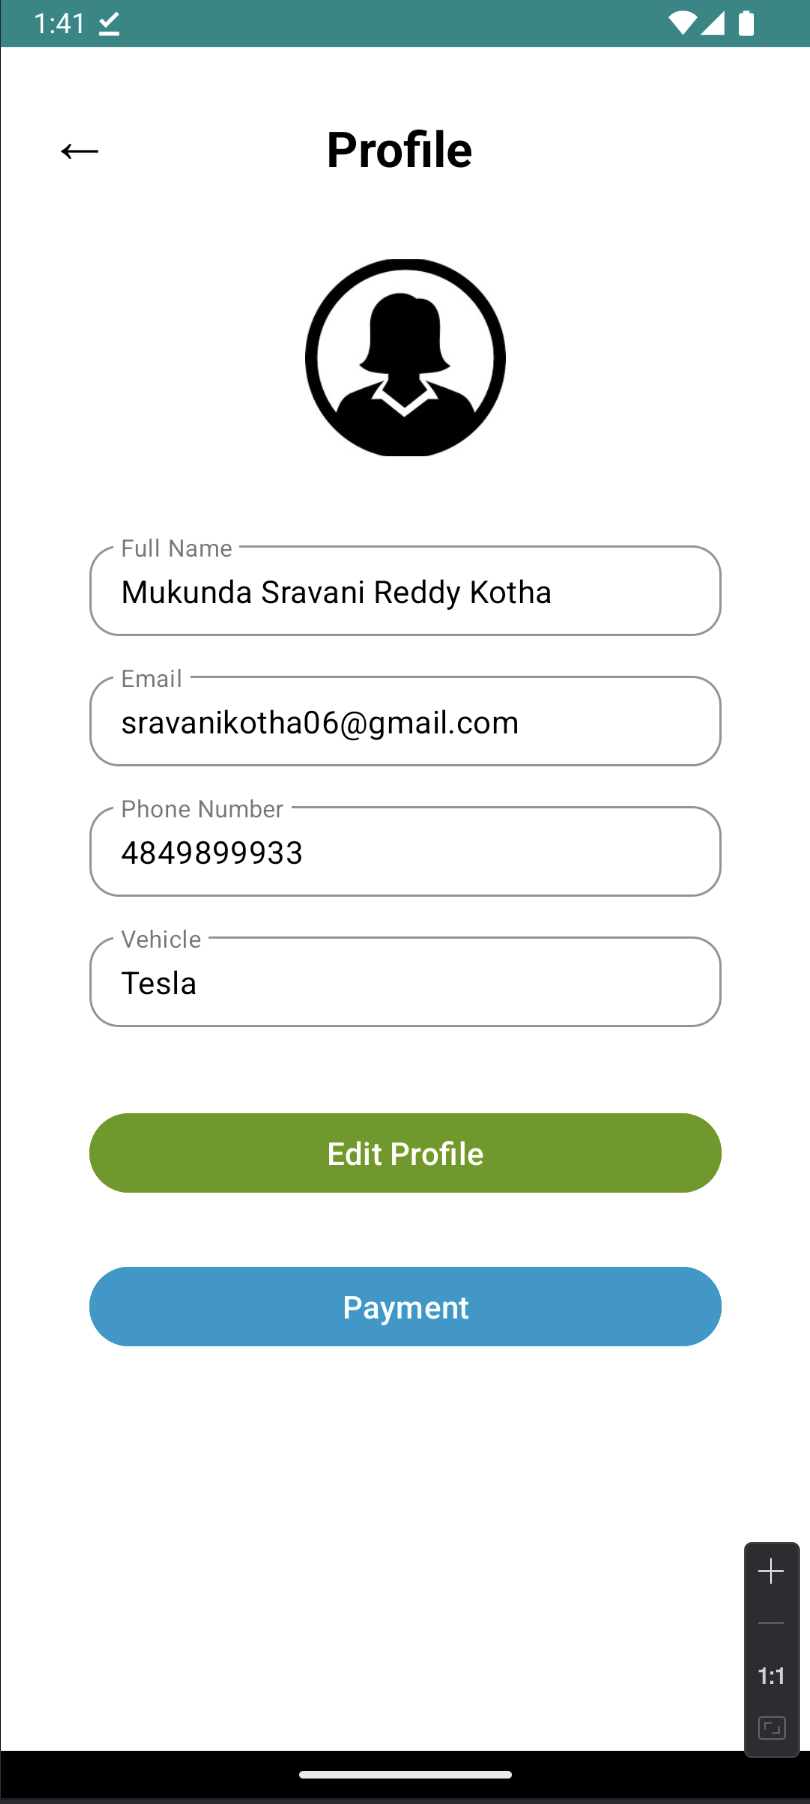 1:41
Profile
Full Name
Mukunda Sravani Reddy Kotha
Email
sravanikotha06@gmail.com
Phone Number
4849899933
Vehicle
Tesla
Edit Profile
Payment
1:1